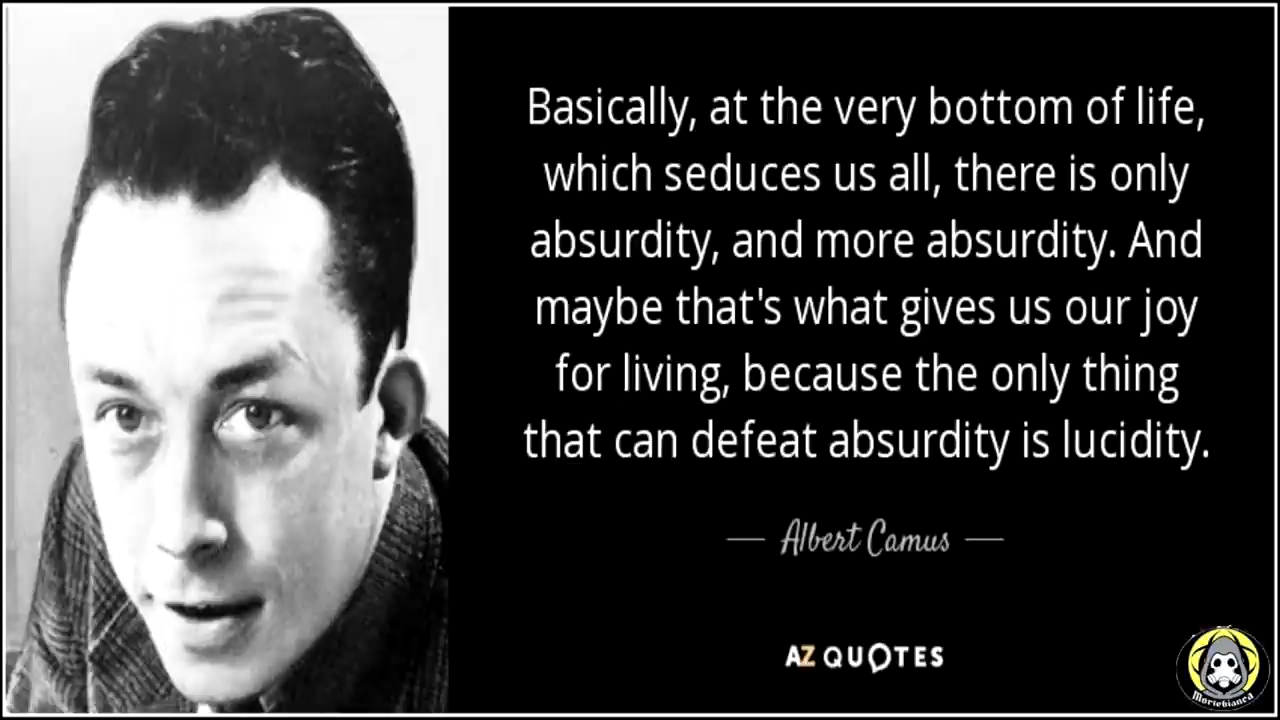 Basically, at the very bottom of life,
which seduces us all, there is only
absurdity, and more absurdity. And
maybe that's what gives us our joy
for living, because the only thing
that can defeat absurdity is lucidity.
— Albert Camus —
AZ QUOTES
Mortebianca